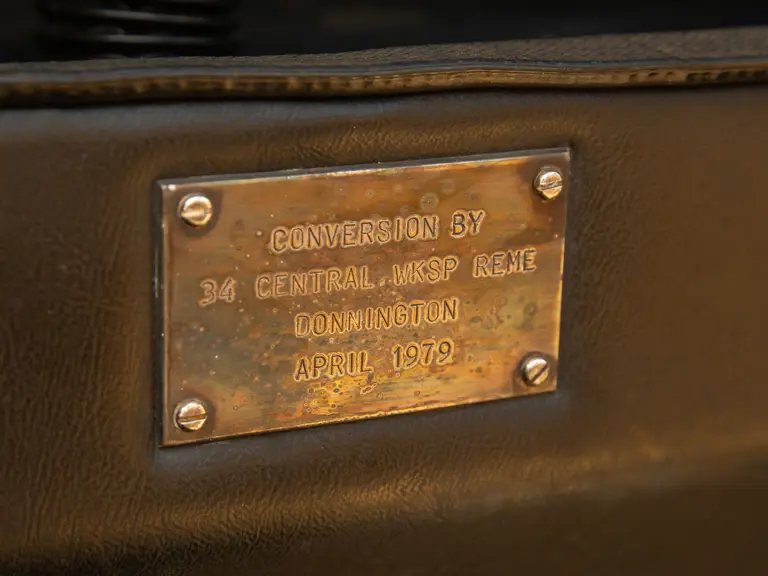 CONVERSION BY
34 CENTRAL WKSP REME
DONNINGTON
APRIL 1979